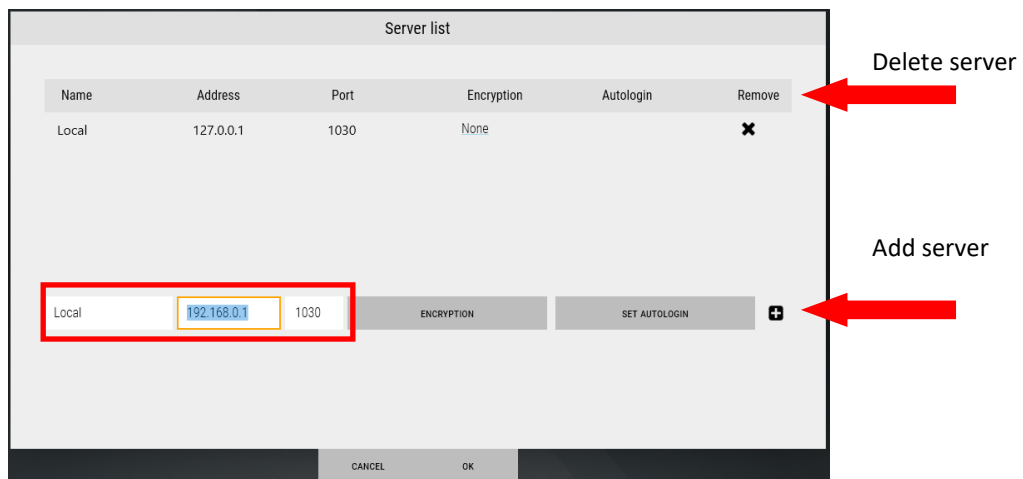 Server list
Delete server
Name Address Port Encryption Autologin Remove
Local 127.0.0.1 1030 None
Add server
Local 192.168.0.1 1030 ENCRYPTION SET AUTOLOGIN
CANCEL OK